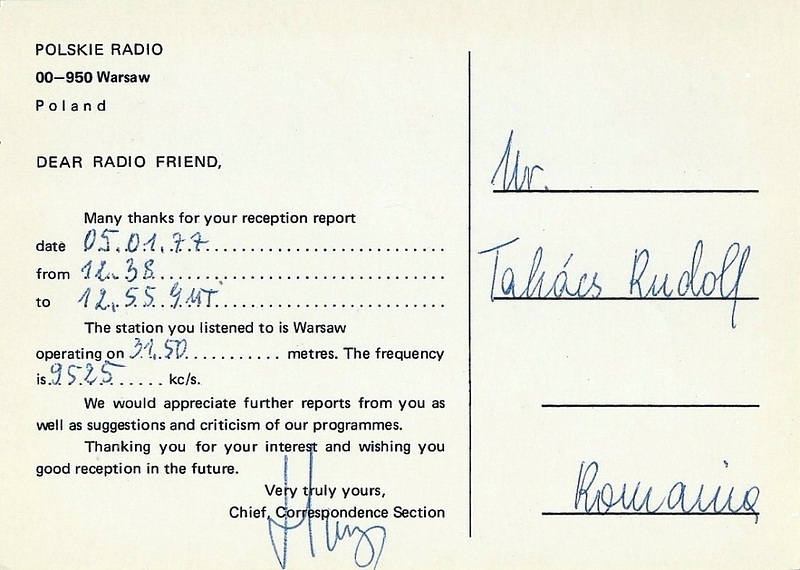 POLSKIE RADIO
00-950 Warsaw
Poland
DEAR RADIO FRIEND,
Many thanks for your reception report
date 05.01.77
from 12.38
to 12.55 GMT
The station you listened to is Warsaw
operating on 31.50 metres. The frequency
is 9525 kc/s.
We would appreciate further reports from you as
well as suggestions and criticism of our programmes.
Thanking you for your interest and wishing you
good reception in the future.
Very truly yours,
Chief, Correspondence Section
Mr.
Takács Rudolf
Romania